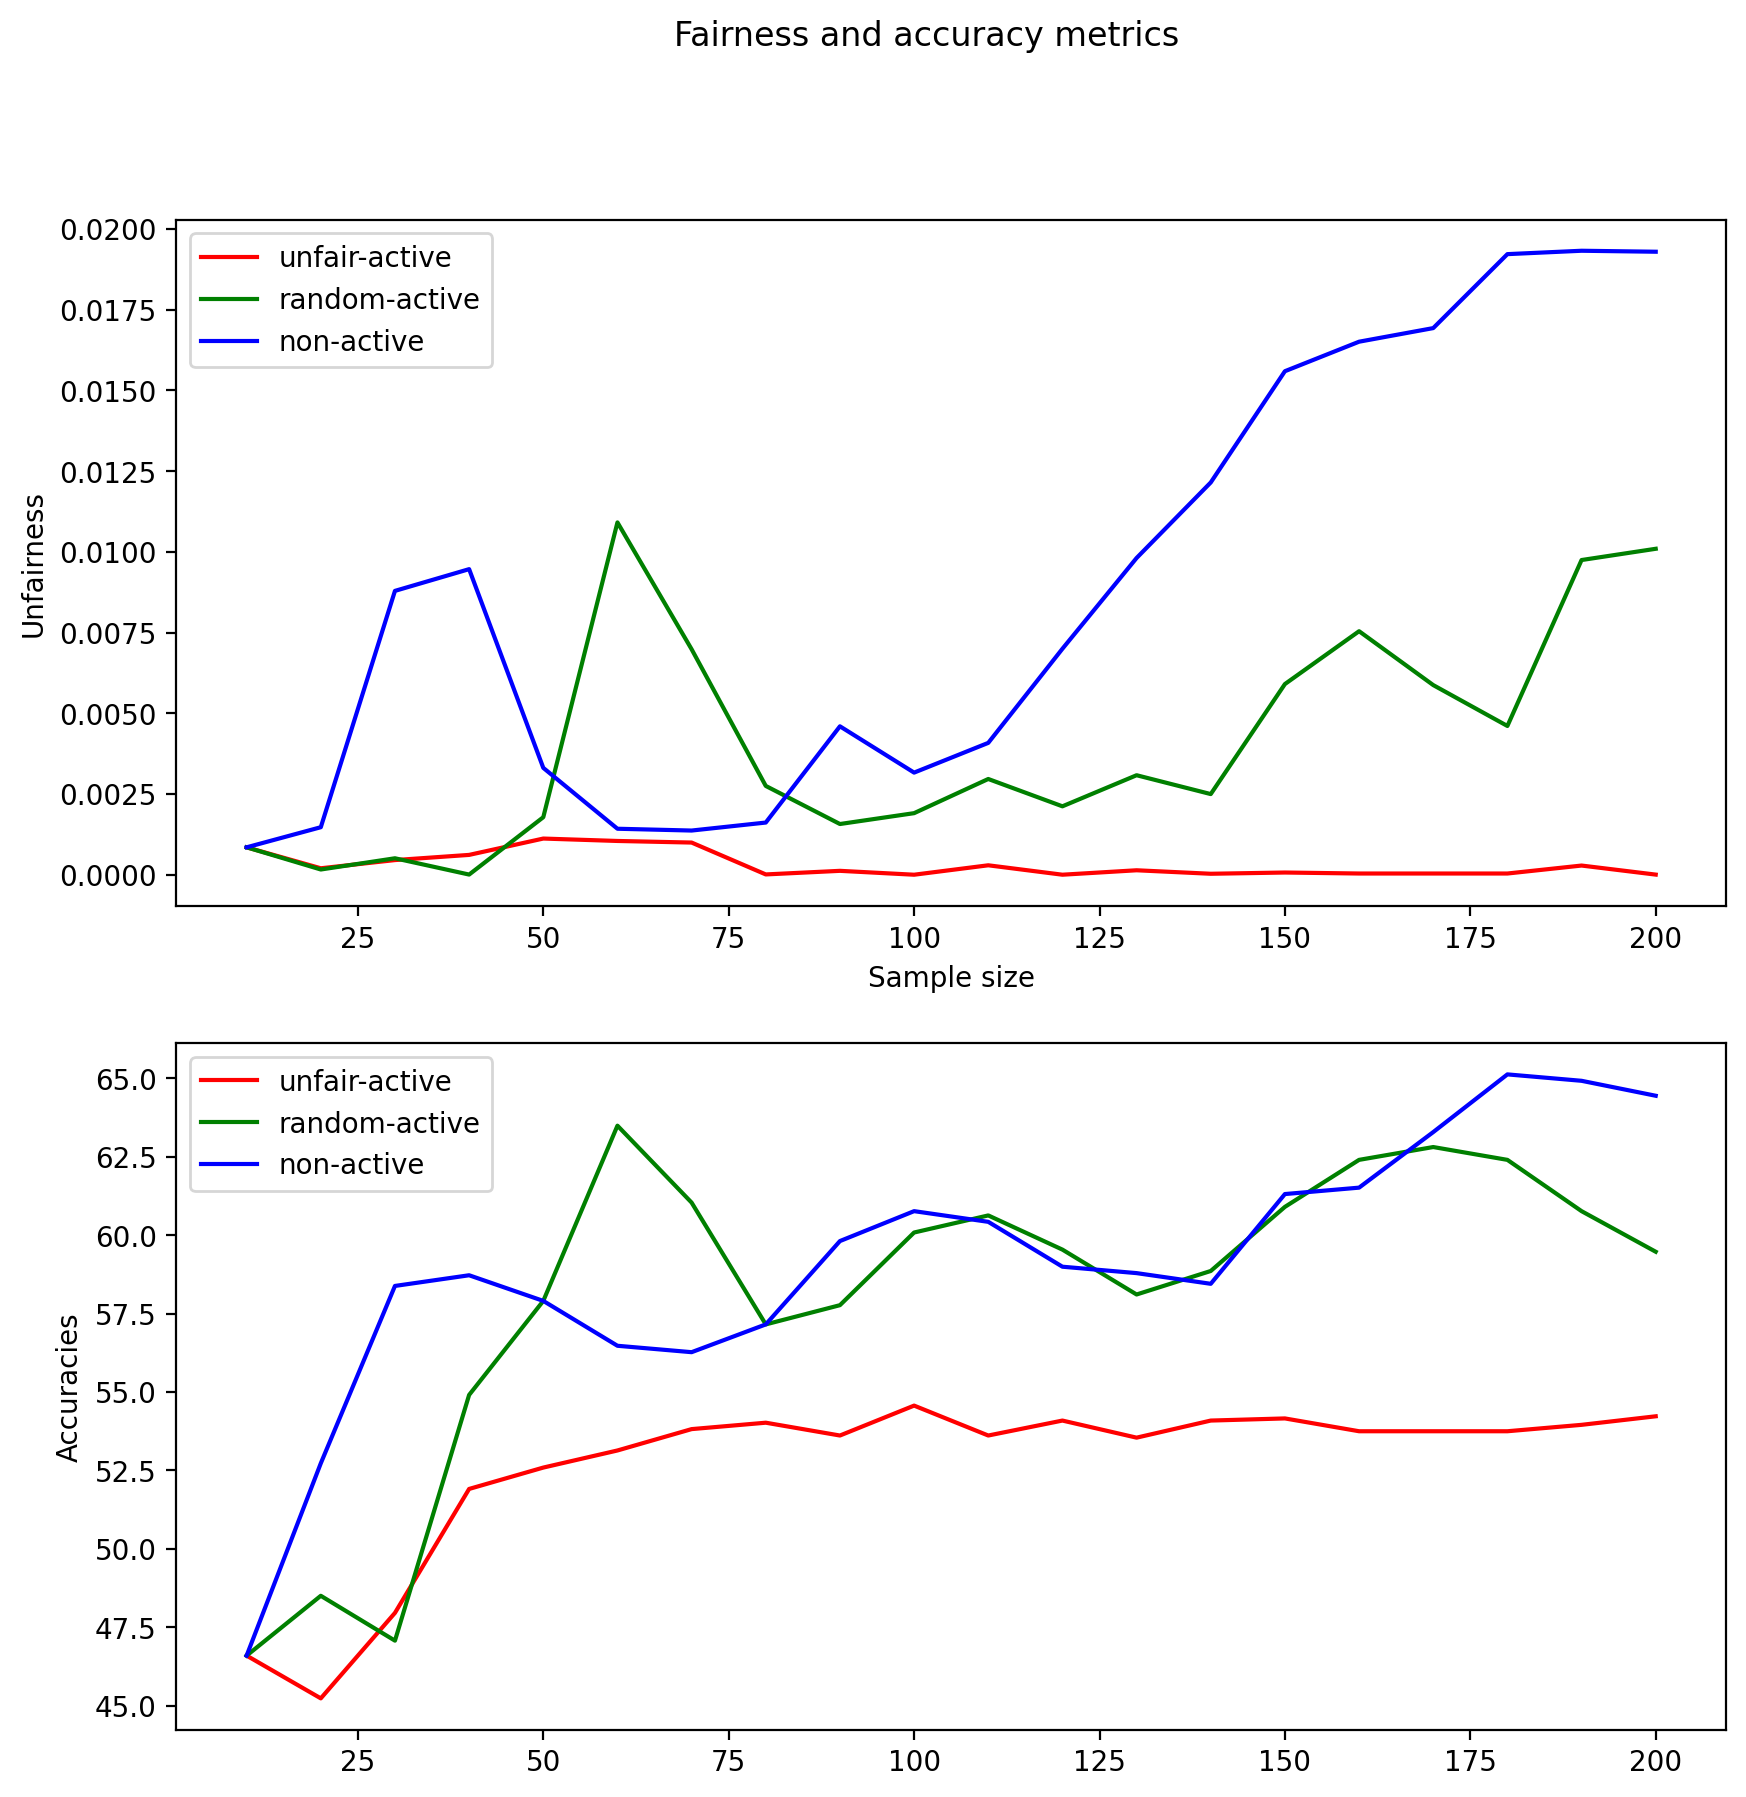 Fairness and accuracy metrics
0.0200
0.0175
0.0150
0.0125
0.0100
0.0075
0.0050
0.0025
0.0000
Unfairness
unfair-active
random-active
non-active
25 50 75 100 125 150 175 200
Sample size
65.0
62.5
60.0
57.5
55.0
52.5
50.0
47.5
45.0
Accuracies
unfair-active
random-active
non-active
25 50 75 100 125 150 175 200